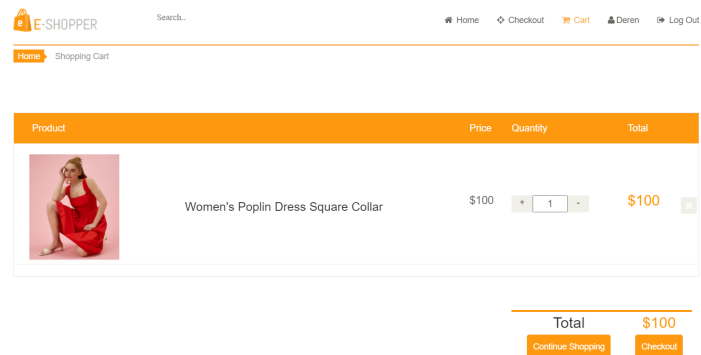 E-SHOPPER
Search..
Home
Checkout
Cart
Deren
Log Out
Home
Shopping Cart
Product Price Quantity Total
Women's Poplin Dress Square Collar $100 + 1 - $100
Total $100
Continue Shopping Checkout